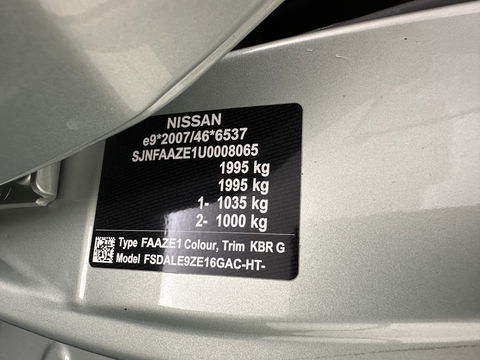 NISSAN
e9*2007/46*6537
SJNFAAZE1U0008065
1995 kg
1995 kg
1- 1035 kg
2- 1000 kg
Type FAAZE1 Colour, Trim KBR G
Model FSDALE9ZE16GAC-HT-